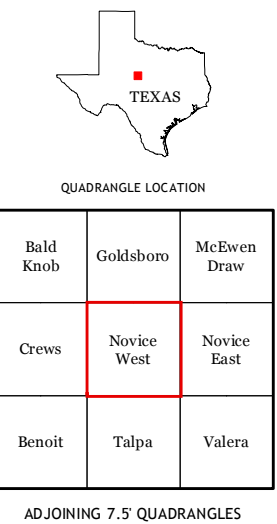 TEXAS
QUADRANGLE LOCATION
Bald
Knob
Goldsboro
McEwen
Draw
Crews
Novice
West
Novice
East
Benoit
Talpa
Valera
ADJOINING 7.5' QUADRANGLES